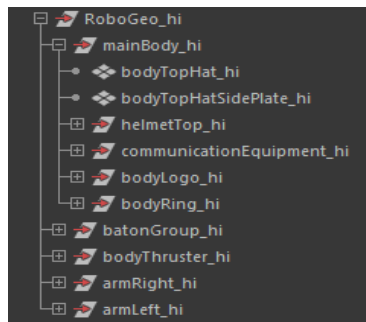 RoboGeo_hi
mainBody_hi
bodyTopHat_hi
bodyTopHatSidePlate_hi
helmetTop_hi
communicationEquipment_hi
bodyLogo_hi
bodyRing_hi
batonGroup_hi
bodyThruster_hi
armRight_hi
armLeft_hi